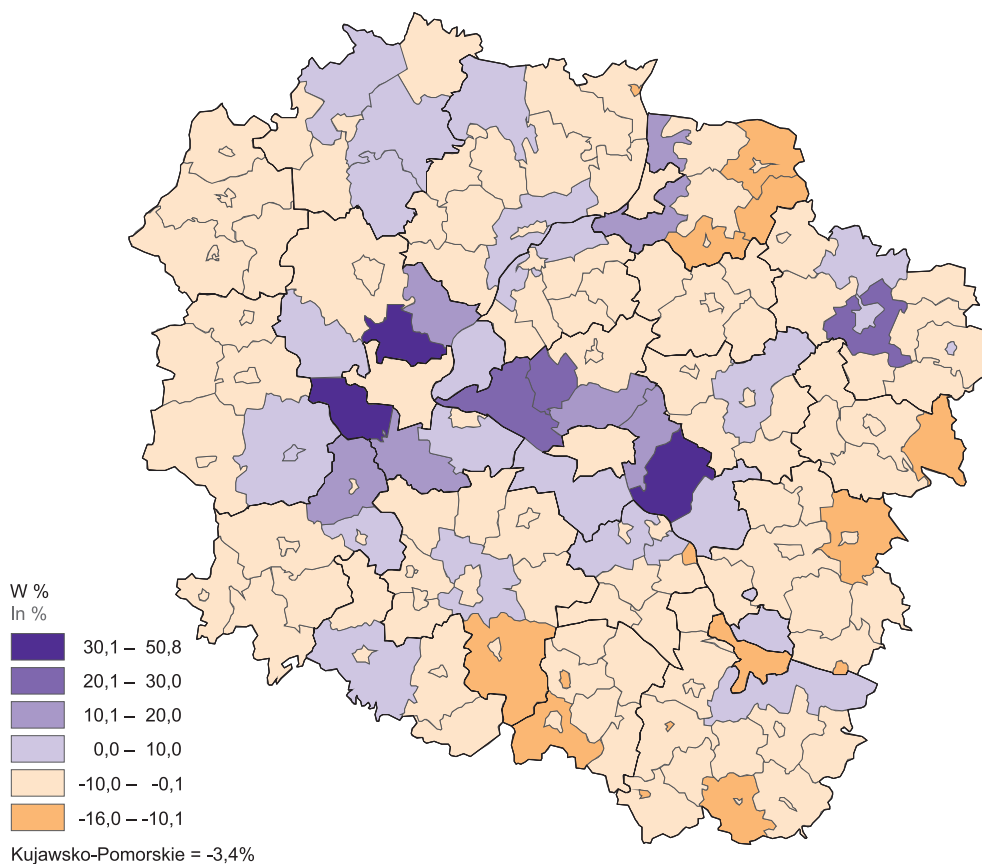 W %
In %
30,1 – 50,8
20,1 – 30,0
10,1 – 20,0
0,0 – 10,0
-10,0 – -0,1
-16,0 – -10,1
Kujawsko-Pomorskie = -3,4%